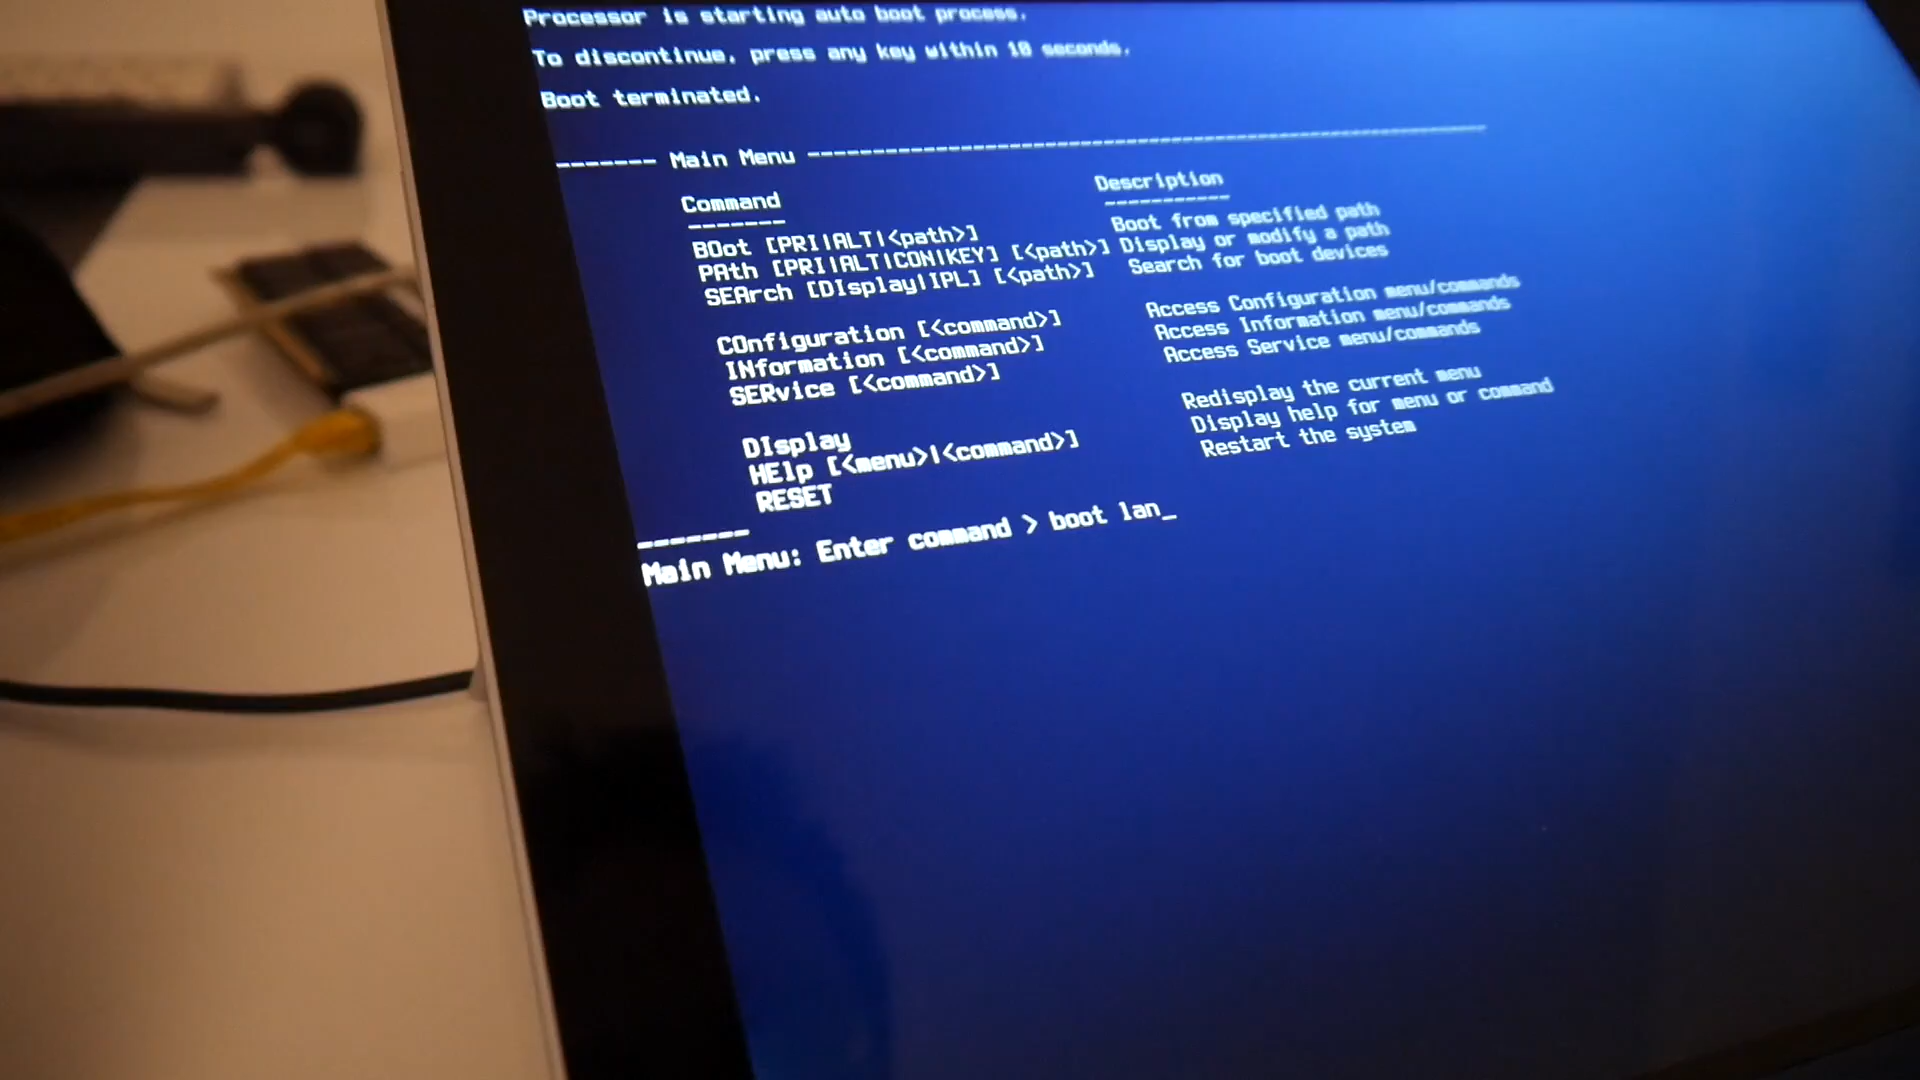 Processor is starting auto boot process.
To discontinue, press any key within 10 seconds.
Boot terminated.
------- Main Menu ---------------------------------------------------------------
Command Description
------- -----------
BOot [PRI|ALT|<path>] Boot from specified path
PAth [PRI|ALT|CON|KEY] [<path>] Display or modify a path
SEArch [DIsplay|IPL] [<path>] Search for boot devices
COnfiguration [<command>] Access Configuration menu/commands
INformation [<command>] Access Information menu/commands
SERvice [<command>] Access Service menu/commands
DIsplay Redisplay the current menu
HElp [<menu>|<command>] Display help for menu or command
RESET Restart the system
-------
Main Menu: Enter command > boot lan_